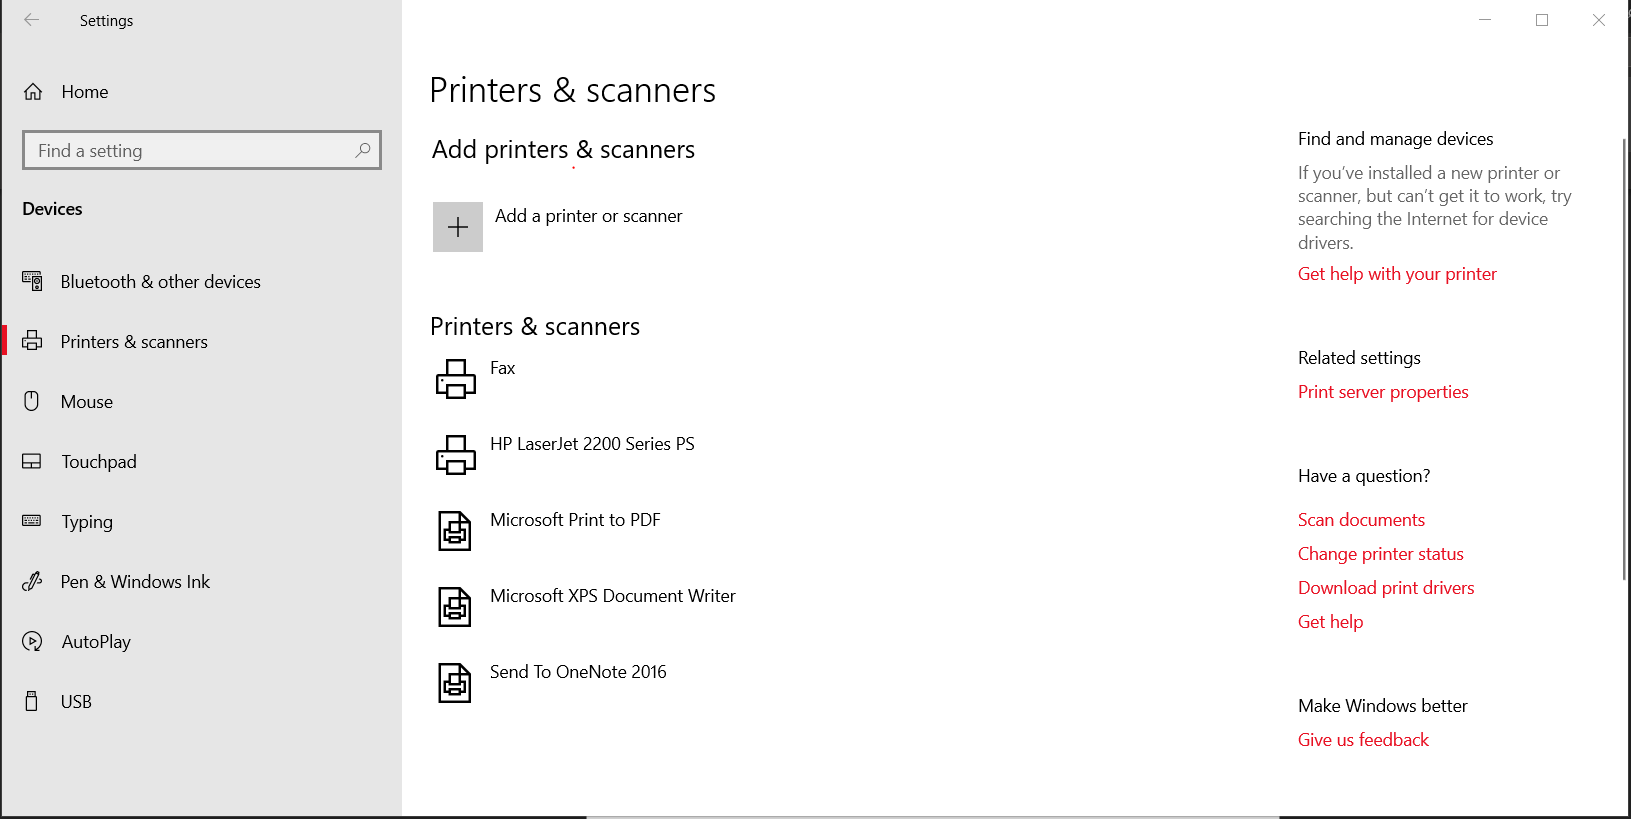 Settings
Home
Find a setting
Devices
Bluetooth & other devices
Printers & scanners
Mouse
Touchpad
Typing
Pen & Windows Ink
AutoPlay
USB
Printers & scanners
Add printers & scanners
Add a printer or scanner
Printers & scanners
Fax
HP LaserJet 2200 Series PS
Microsoft Print to PDF
Microsoft XPS Document Writer
Send To OneNote 2016
Find and manage devices
If you’ve installed a new printer or
scanner, but can’t get it to work, try
searching the Internet for device
drivers.
Get help with your printer
Related settings
Print server properties
Have a question?
Scan documents
Change printer status
Download print drivers
Get help
Make Windows better
Give us feedback